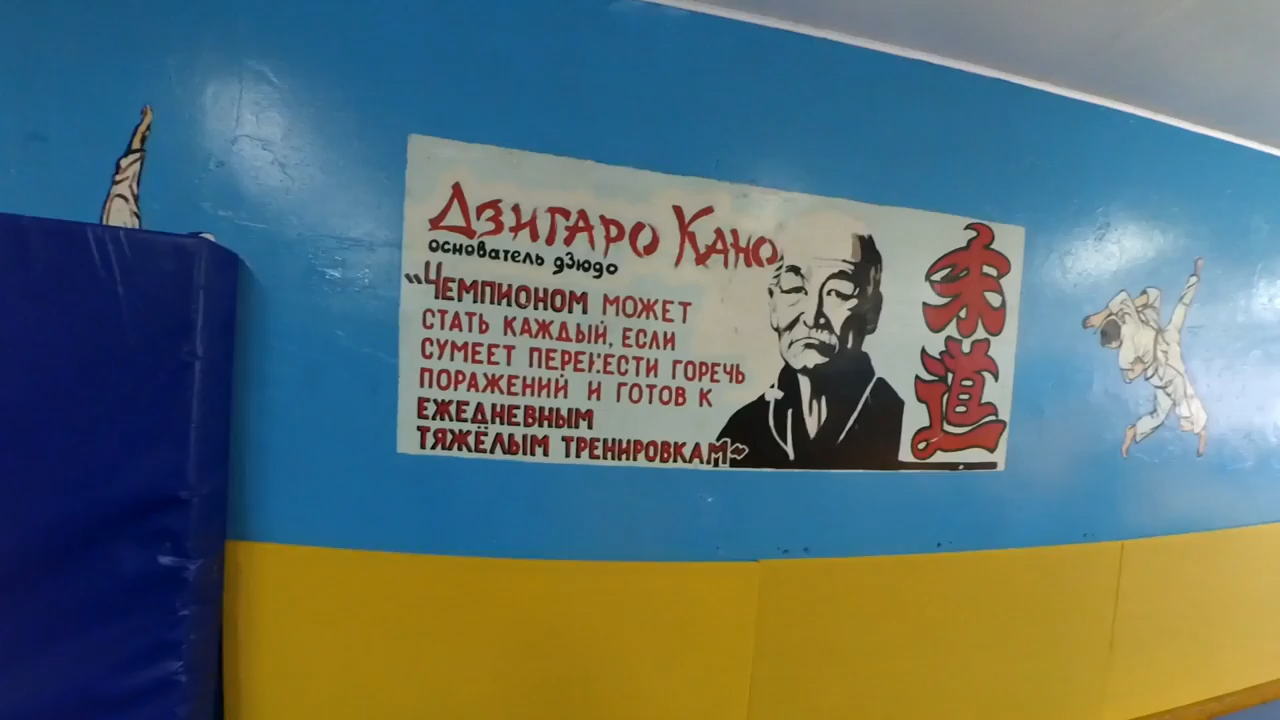 Дзигаро Кано
основатель дзюдо
"Чемпионом может
стать каждый, если
сумеет перенести горечь
поражений и готов к
ежедневным
тяжёлым тренировкам~
柔道